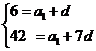 6 = a₁ + d
42 = a₁ + 7d